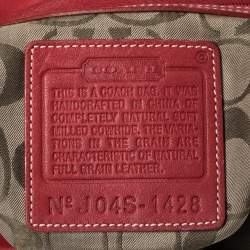 COACH
THIS IS A COACH BAG. IT WAS
HANDCRAFTED IN CHINA OF
COMPLETELY NATURAL SOFT
MILLED COWHIDE. THE VARIA-
TIONS IN THE GRAIN ARE
CHARACTERISTIC OF NATURAL
FULL GRAIN LEATHER.
Nº J04S-1428